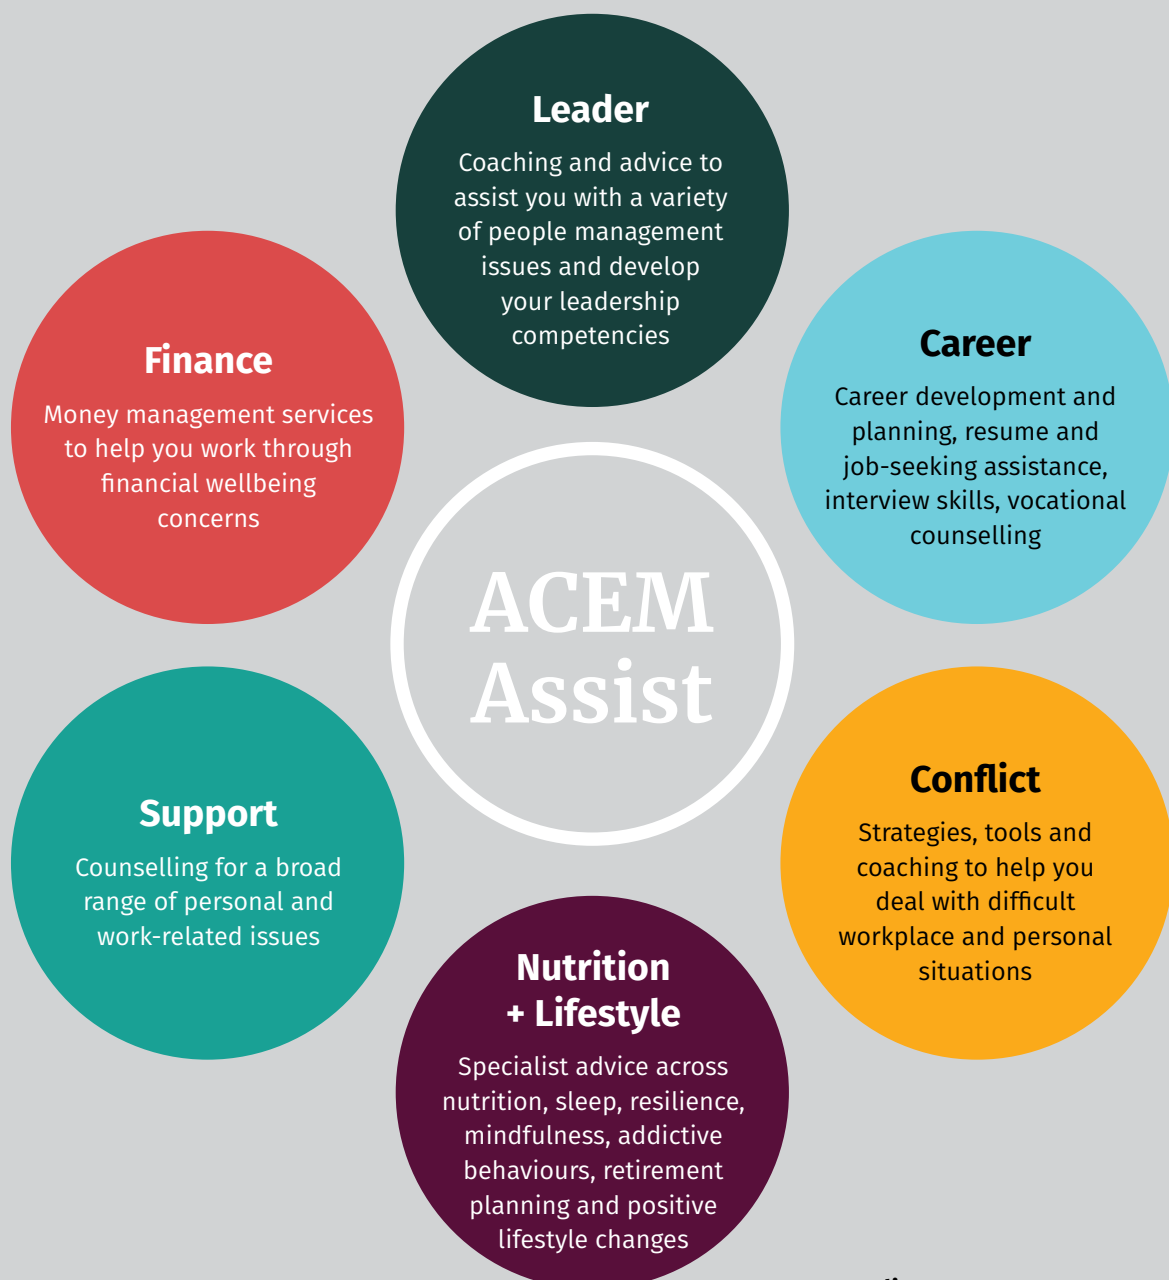 Leader
Coaching and advice to
assist you with a variety
of people management
issues and develop
your leadership
competencies
Finance
Money management services
to help you work through
financial wellbeing
concerns
Career
Career development and
planning, resume and
job-seeking assistance,
interview skills, vocational
counselling
ACEM
Assist
Support
Counselling for a broad
range of personal and
work-related issues
Conflict
Strategies, tools and
coaching to help you
deal with difficult
workplace and personal
situations
Nutrition
+ Lifestyle
Specialist advice across
nutrition, sleep, resilience,
mindfulness, addictive
behaviours, retirement
planning and positive
lifestyle changes